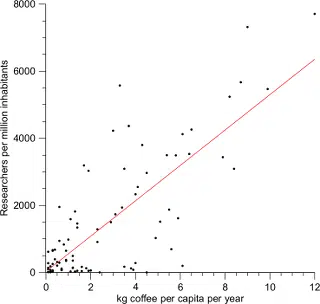 8000
6000
4000
2000
0
Researchers per million inhabitants
0 2 4 6 8 10 12
kg coffee per capita per year